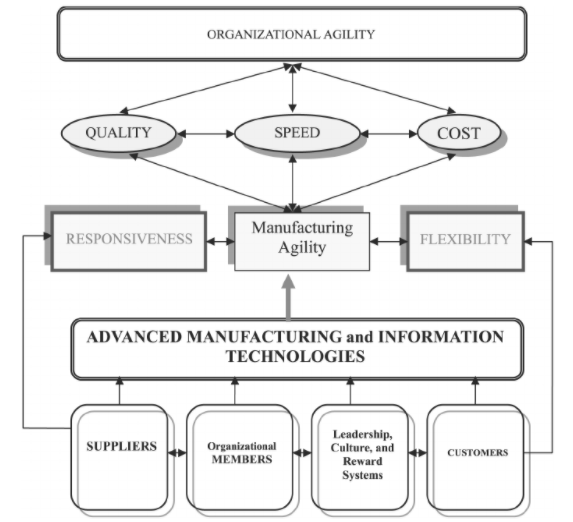 ORGANIZATIONAL AGILITY
QUALITY
SPEED
COST
RESPONSIVENESS
Manufacturing
Agility
FLEXIBILITY
ADVANCED MANUFACTURING and INFORMATION
TECHNOLOGIES
SUPPLIERS
Organizational
MEMBERS
Leadership,
Culture, and
Reward
Systems
CUSTOMERS